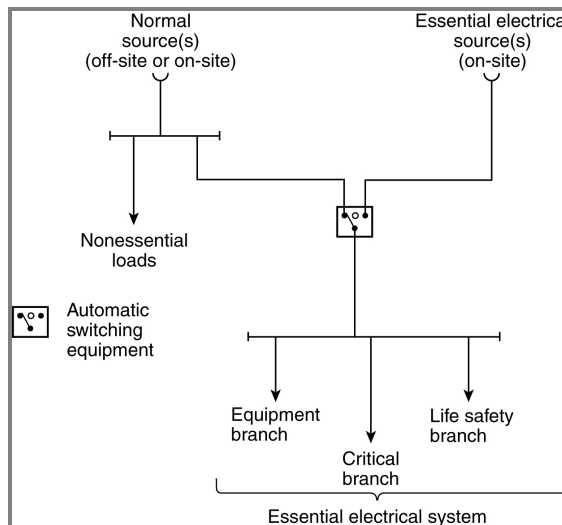 Normal
source(s)
(off-site or on-site)
Essential electrica
source(s)
(on-site)
Nonessential
loads
Automatic
switching
equipment
Equipment
branch
Critical
branch
Life safety
branch
Essential electrical system